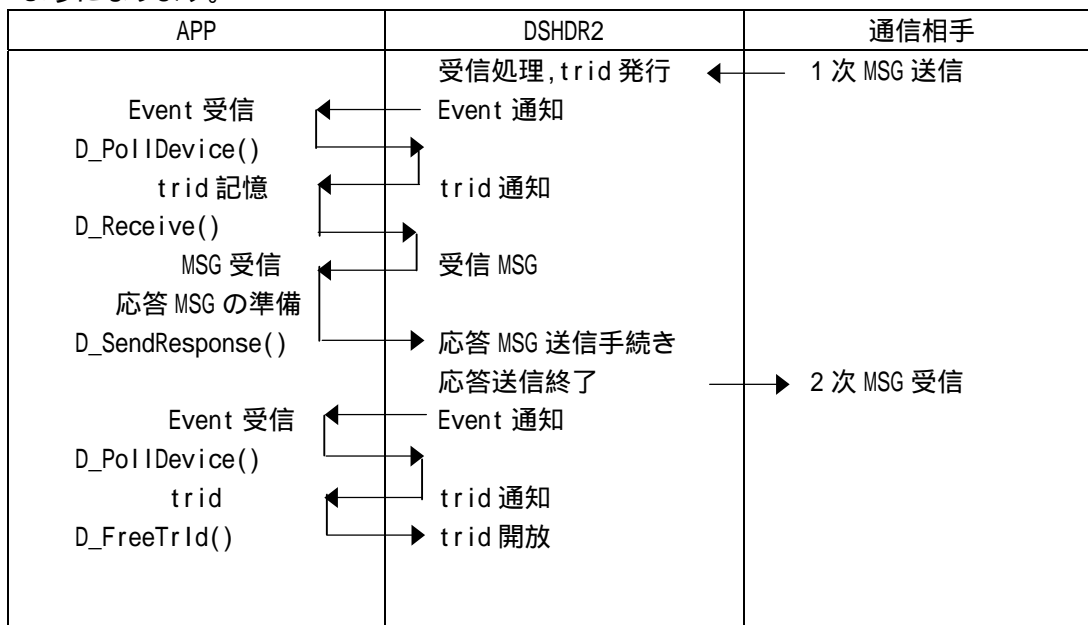 APP DSHDR2 通信相手
受信処理,trid 発行 1 次 MSG 送信
Event 受信 Event 通知
D_PollDevice()
trid 記憶 trid 通知
D_Receive()
MSG 受信 受信 MSG
応答 MSG の準備
D_SendResponse() 応答 MSG 送信手続き
応答送信終了 2 次 MSG 受信
Event 受信 Event 通知
D_PollDevice()
trid trid 通知
D_FreeTrId() trid 開放